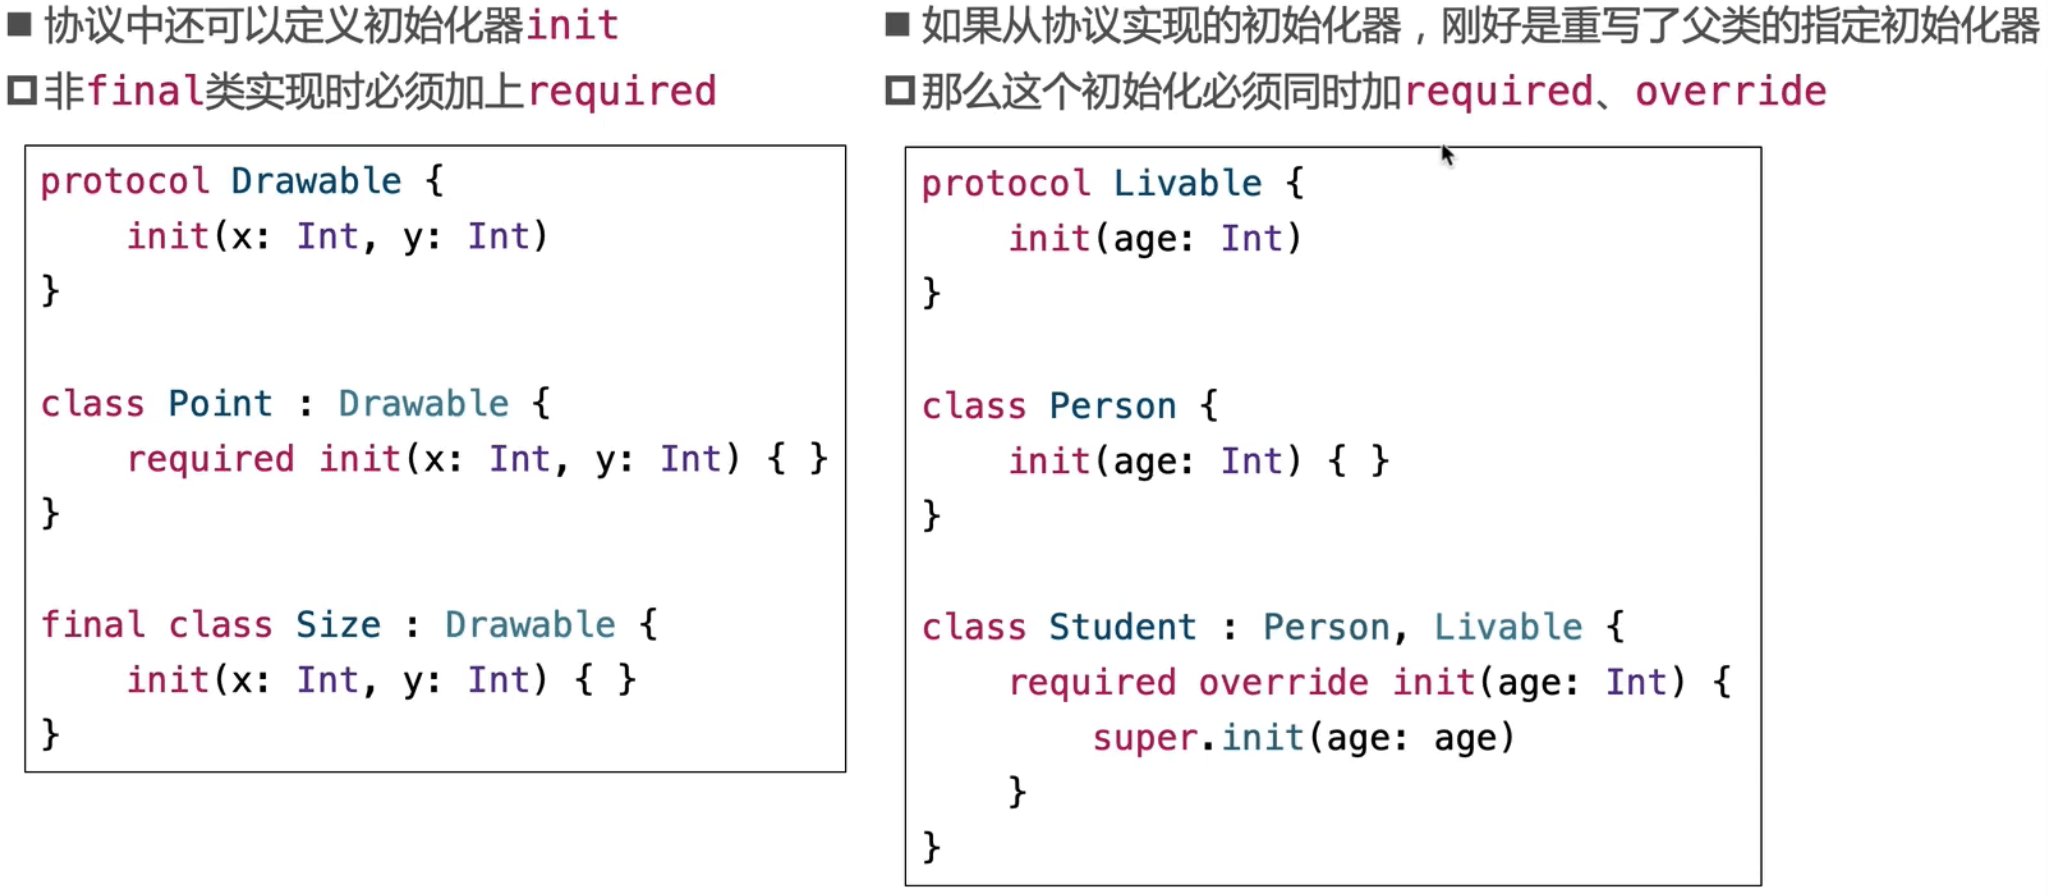 ■ 协议中还可以定义初始化器init
□ 非final类实现时必须加上required
protocol Drawable {
    init(x: Int, y: Int)
}
class Point : Drawable {
    required init(x: Int, y: Int) { }
}
final class Size : Drawable {
    init(x: Int, y: Int) { }
}
■ 如果从协议实现的初始化器，刚好是重写了父类的指定初始化器
□ 那么这个初始化必须同时加required、override
protocol Livable {
    init(age: Int)
}
class Person {
    init(age: Int) { }
}
class Student : Person, Livable {
    required override init(age: Int) {
        super.init(age: age)
    }
}